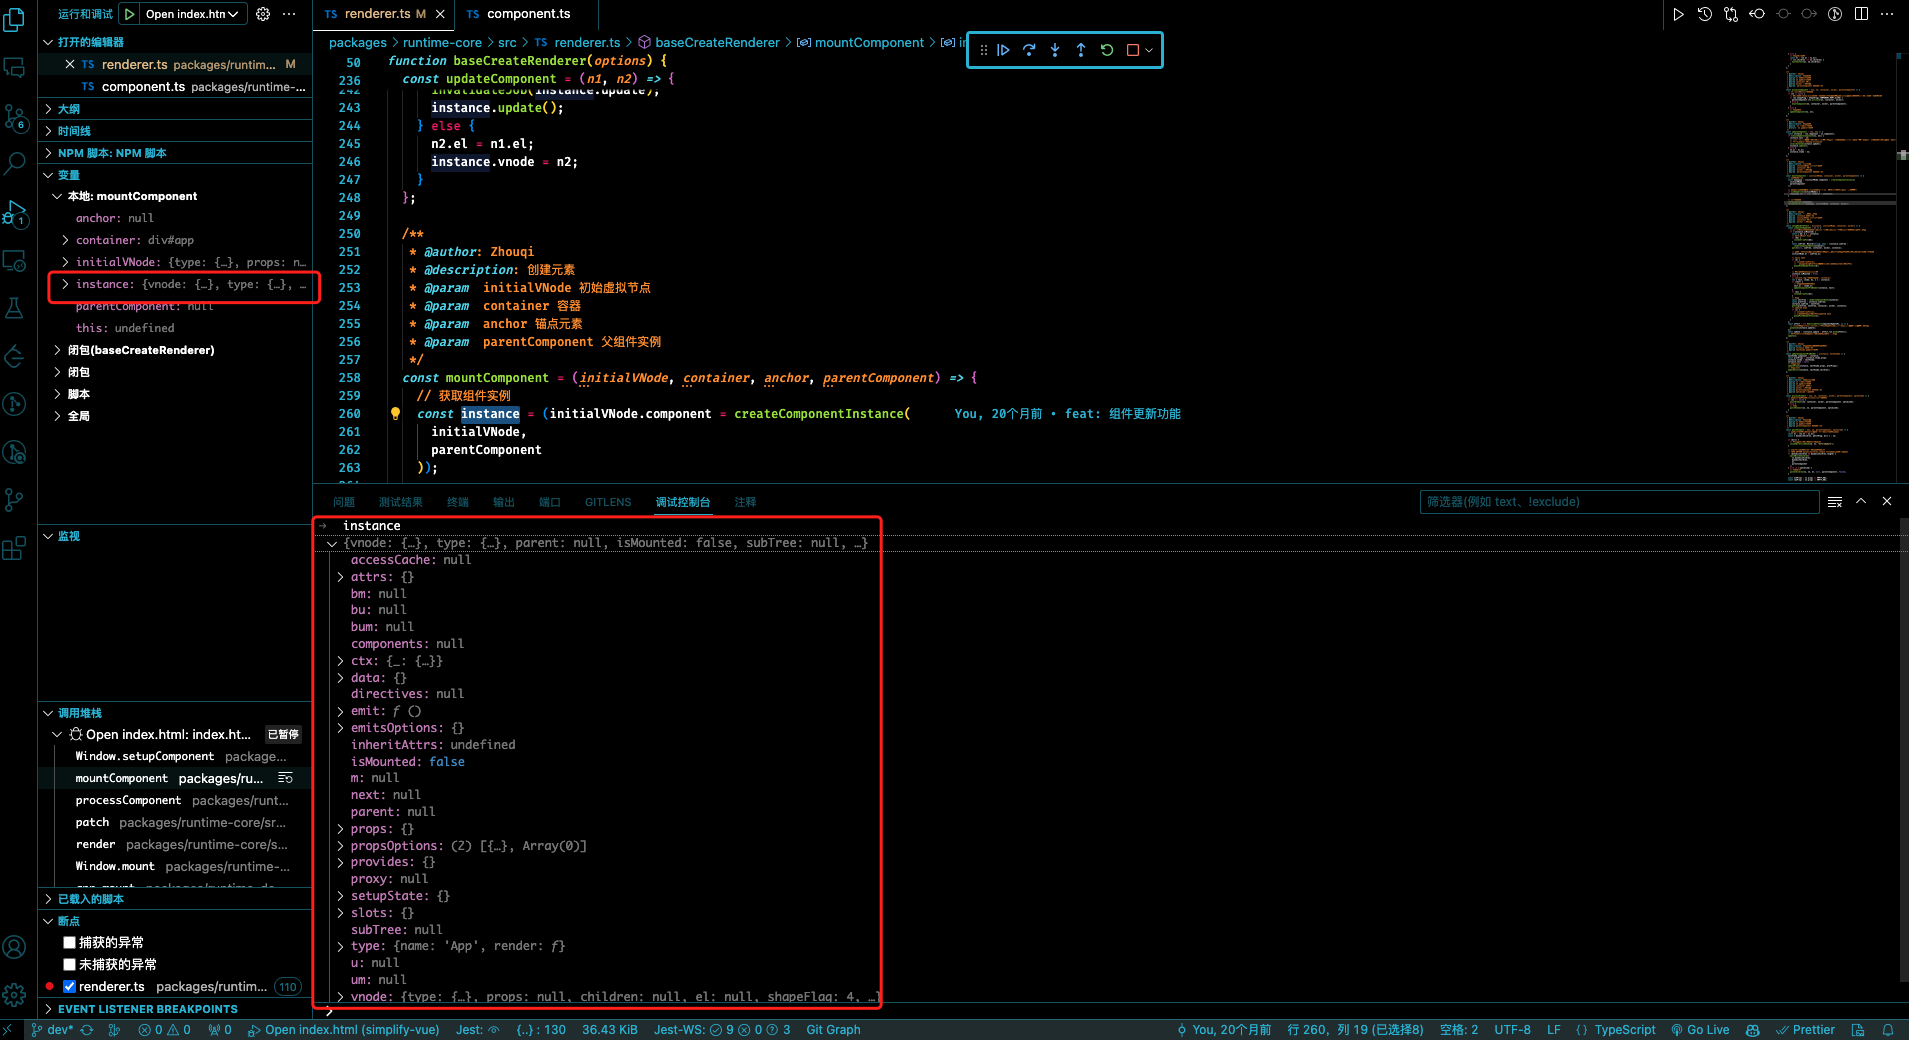 运行和调试
Open index.htn
打开的编辑器
renderer.ts packages/runtim... M
component.ts packages/runtime-...
大纲
时间线
NPM 脚本: NPM 脚本
变量
本地: mountComponent
anchor: null
container: div#app
initialVNode: {type: {…}, props: n…
instance: {vnode: {…}, type: {…}, …
parentComponent: null
this: undefined
闭包(baseCreateRenderer)
闭包
脚本
全局
监视
调用堆栈
Open index.html: index.ht... 已暂停
Window.setupComponent package...
mountComponent packages/ru...
processComponent packages/runt...
patch packages/runtime-core/sr...
render packages/runtime-core/s...
Window.mount packages/runtime-...
已载入的脚本
断点
捕获的异常
未捕获的异常
renderer.ts packages/runtim... 110
EVENT LISTENER BREAKPOINTS
6
1
TS renderer.ts M
TS component.ts
packages > runtime-core > src > TS renderer.ts > baseCreateRenderer > mountComponent >
50 function baseCreateRenderer(options) {
236 const updateComponent = (n1, n2) => {
242 invalidateJob(instance.update);
243 instance.update();
244 } else {
245 n2.el = n1.el;
246 instance.vnode = n2;
247 }
248 };
249
250 /**
251 * @author: Zhouqi
252 * @description: 创建元素
253 * @param initialVNode 初始虚拟节点
254 * @param container 容器
255 * @param anchor 锚点元素
256 * @param parentComponent 父组件实例
257 */
258 const mountComponent = (initialVNode, container, anchor, parentComponent) => {
259 // 获取组件实例
260 const instance = (initialVNode.component = createComponentInstance( You, 20个月前 • feat: 组件更新功能
261 initialVNode,
262 parentComponent
263 ));
问题 测试结果 终端 输出 端口 GITLENS 调试控制台 注释
筛选器(例如 text、!exclude)
instance
{vnode: {…}, type: {…}, parent: null, isMounted: false, subTree: null, …}
accessCache: null
attrs: {}
bm: null
bu: null
bum: null
components: null
ctx: {_: {…}}
data: {}
directives: null
emit: ƒ ()
emitsOptions: {}
inheritAttrs: undefined
isMounted: false
m: null
next: null
parent: null
props: {}
propsOptions: (2) [{…}, Array(0)]
provides: {}
proxy: null
setupState: {}
slots: {}
subTree: null
type: {name: 'App', render: ƒ}
u: null
um: null
vnode: {type: {…}, props: null, children: null, el: null, shapeFlag: 4, …}
dev* 0 0 0 Open index.html (simplify-vue) Jest: {..} : 130 36.43 KiB Jest-WS: 9 0 3 Git Graph
You, 20个月前 行 260，列 19 (已选择8) 空格: 2 UTF-8 LF {} TypeScript Go Live Prettier